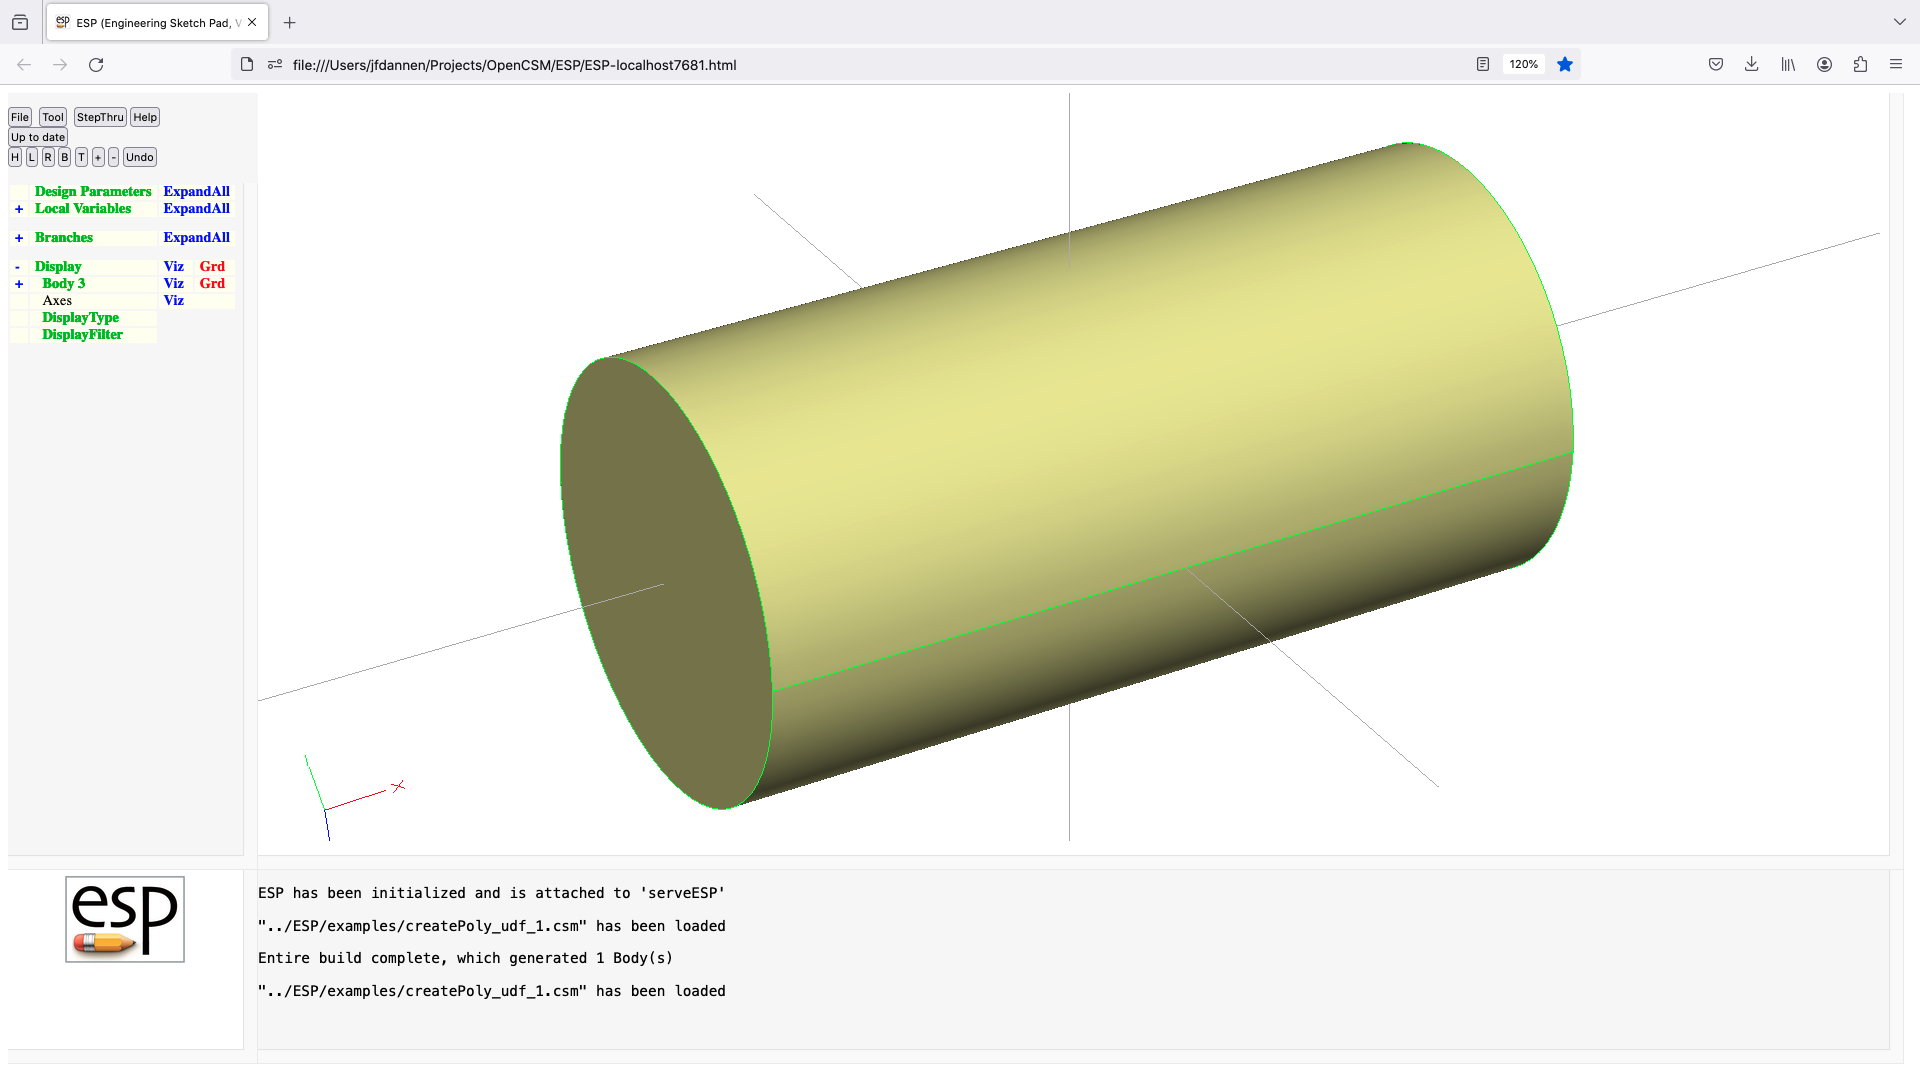 ESP (Engineering Sketch Pad, V
file:///Users/jfdannen/Projects/OpenCSM/ESP/ESP-localhost7681.html
120%
File Tool StepThru Help
Up to date
H L R B T + - Undo
Design Parameters ExpandAll
+ Local Variables ExpandAll
+ Branches ExpandAll
- Display Viz Grd
+ Body 3 Viz Grd
Axes Viz
DisplayType
DisplayFilter
X
esp
ESP has been initialized and is attached to 'serveESP'
"../ESP/examples/createPoly_udf_1.csm" has been loaded
Entire build complete, which generated 1 Body(s)
"../ESP/examples/createPoly_udf_1.csm" has been loaded